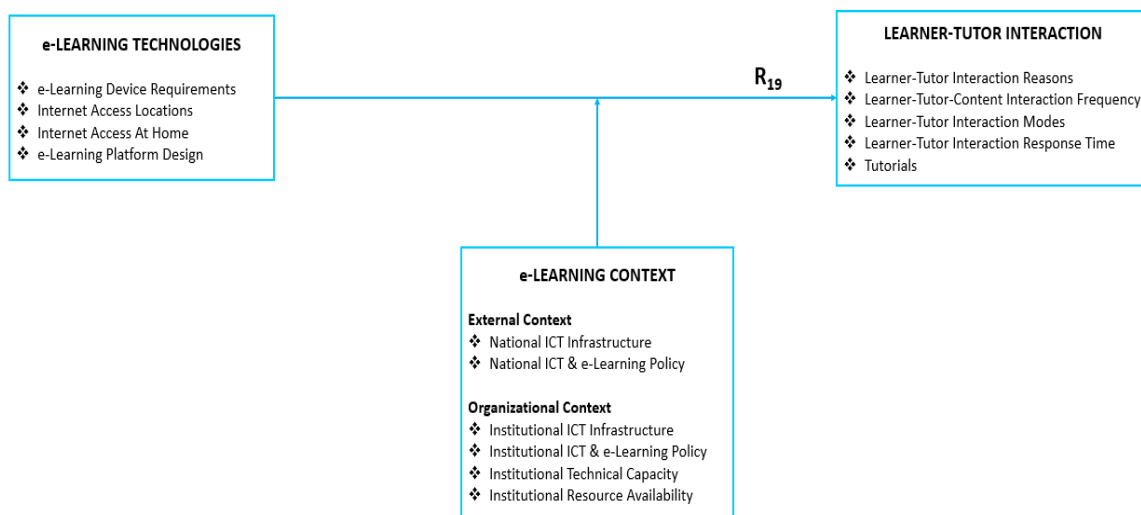 e-LEARNING TECHNOLOGIES
❖ e-Learning Device Requirements
❖ Internet Access Locations
❖ Internet Access At Home
❖ e-Learning Platform Design
R19
LEARNER-TUTOR INTERACTION
❖ Learner-Tutor Interaction Reasons
❖ Learner-Tutor-Content Interaction Frequency
❖ Learner-Tutor Interaction Modes
❖ Learner-Tutor Interaction Response Time
❖ Tutorials
e-LEARNING CONTEXT
External Context
❖ National ICT Infrastructure
❖ National ICT & e-Learning Policy
Organizational Context
❖ Institutional ICT Infrastructure
❖ Institutional ICT & e-Learning Policy
❖ Institutional Technical Capacity
❖ Institutional Resource Availability